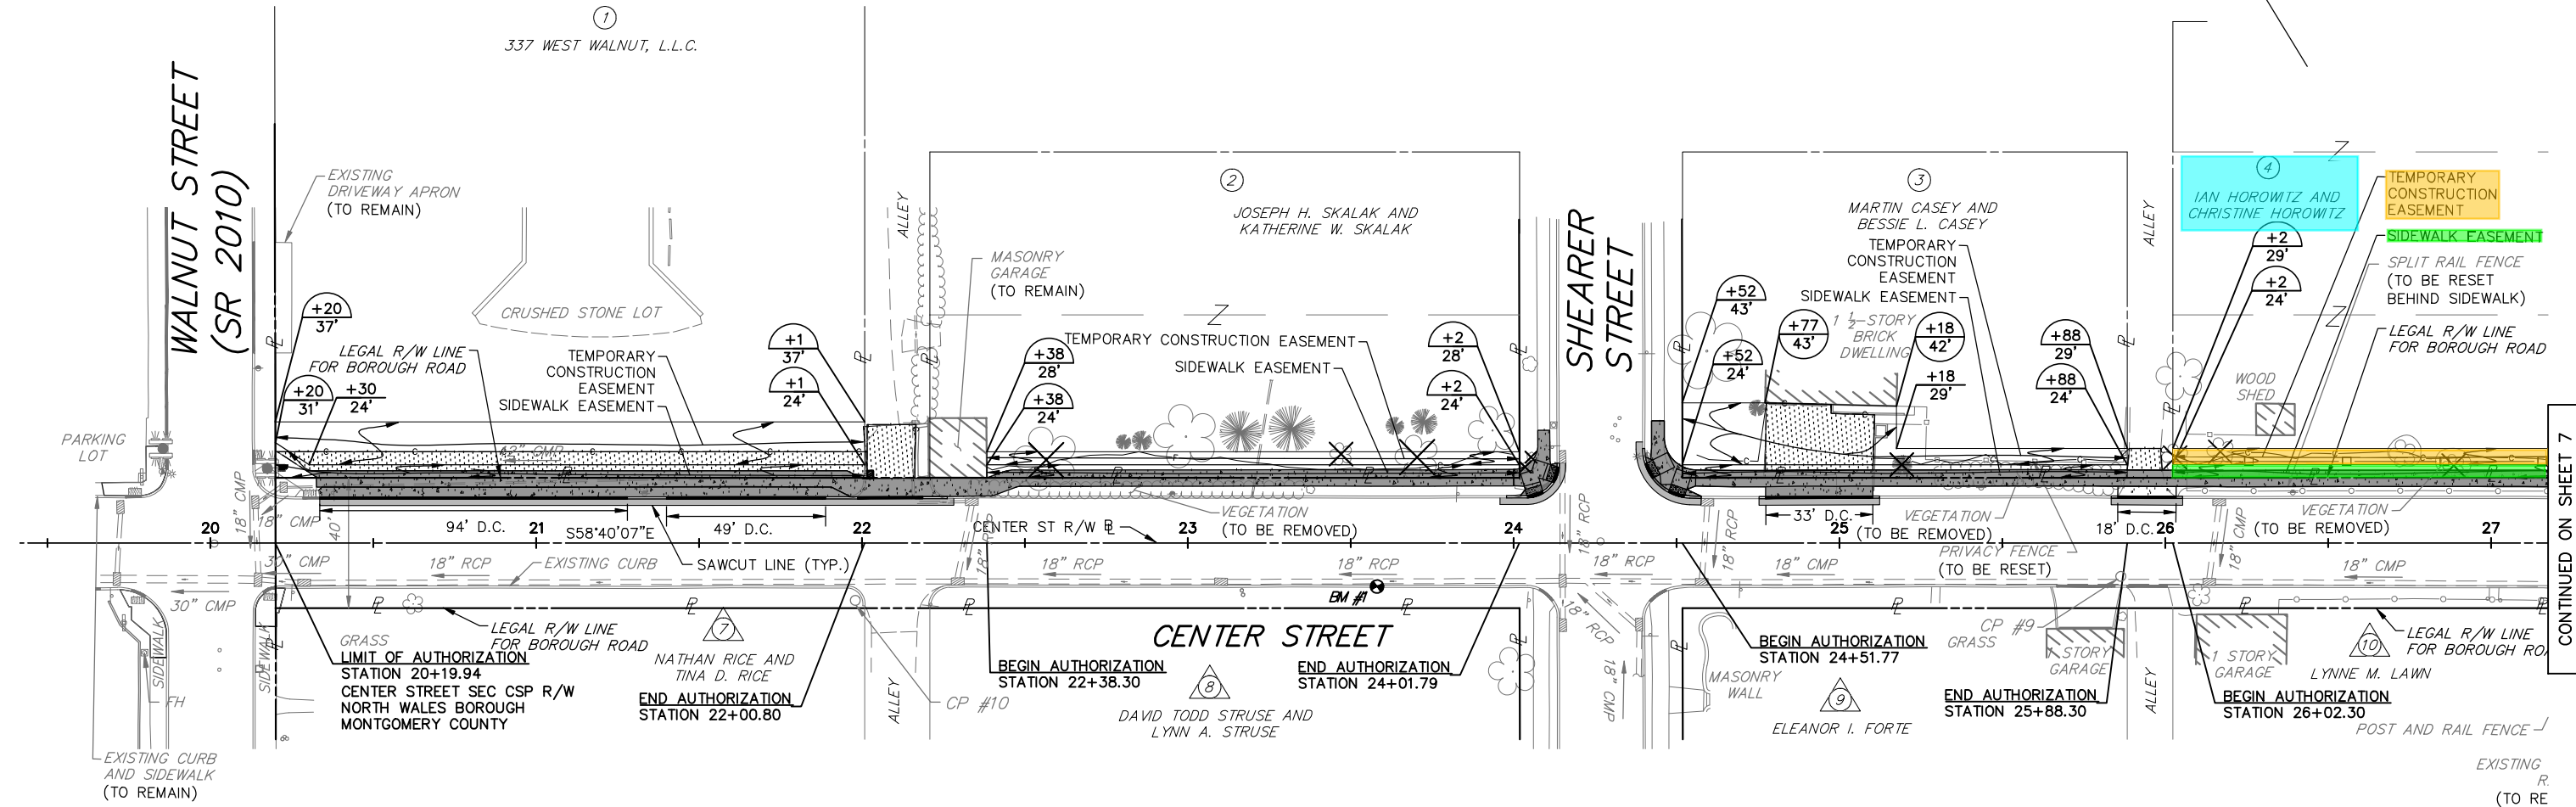 1
337 WEST WALNUT, L.L.C.
WALNUT STREET
(SR 2010)
EXISTING
DRIVEWAY APRON
(TO REMAIN)
CRUSHED STONE LOT
+20
37'
LEGAL R/W LINE
FOR BOROUGH ROAD
+20
31'
+30
24'
TEMPORARY
CONSTRUCTION
EASEMENT
SIDEWALK EASEMENT
+1
37'
+1
24'
PARKING
LOT
ALLEY
MASONRY
GARAGE
(TO REMAIN)
2
JOSEPH H. SKALAK AND
KATHERINE W. SKALAK
+38
28'
+38
24'
TEMPORARY CONSTRUCTION EASEMENT
SIDEWALK EASEMENT
+2
28'
+2
24'
SHEARER
STREET
3
MARTIN CASEY AND
BESSIE L. CASEY
TEMPORARY
CONSTRUCTION
EASEMENT
SIDEWALK EASEMENT
+52
43'
+52
24'
+77
43'
1 1/2-STORY
BRICK
DWELLING
+18
42'
+18
29'
+88
29'
+88
24'
ALLEY
4
IAN HOROWITZ AND
CHRISTINE HOROWITZ
+2
29'
+2
24'
TEMPORARY
CONSTRUCTION
EASEMENT
SIDEWALK EASEMENT
SPLIT RAIL FENCE
(TO BE RESET
BEHIND SIDEWALK)
LEGAL R/W LINE
FOR BOROUGH ROAD
WOOD
SHED
CONTINUED ON SHEET 7
42" CMP
18" CMP
18" CMP
40'
20
94' D.C.
21
S58°40'07"E
49' D.C.
22
CENTER ST R/W BL
23
VEGETATION
(TO BE REMOVED)
24
18" RCP
18" RCP
33' D.C.
25
VEGETATION
(TO BE REMOVED)
18' D.C.
26
18" CMP
VEGETATION
(TO BE REMOVED)
27
30" CMP
18" RCP
EXISTING CURB
SAWCUT LINE (TYP.)
18" RCP
18" RCP
18" RCP
18" RCP
18" CMP
PRIVACY FENCE
(TO BE RESET)
18" CMP
30" CMP
BM #1
18" RCP
18" CMP
SIDEWALK
SIDEWALK
FH
GRASS
LIMIT OF AUTHORIZATION
STATION 20+19.94
CENTER STREET SEC CSP R/W
NORTH WALES BOROUGH
MONTGOMERY COUNTY
LEGAL R/W LINE
FOR BOROUGH ROAD
7
NATHAN RICE AND
TINA D. RICE
END AUTHORIZATION
STATION 22+00.80
ALLEY
CP #10
BEGIN AUTHORIZATION
STATION 22+38.30
CENTER STREET
8
DAVID TODD STRUSE AND
LYNN A. STRUSE
END AUTHORIZATION
STATION 24+01.79
MASONRY
WALL
BEGIN AUTHORIZATION
STATION 24+51.77
9
ELEANOR I. FORTE
CP #9
GRASS
1 STORY
GARAGE
END AUTHORIZATION
STATION 25+88.30
ALLEY
1 STORY
GARAGE
BEGIN AUTHORIZATION
STATION 26+02.30
10
LYNNE M. LAWN
LEGAL R/W LINE
FOR BOROUGH
POST AND RAIL FENCE
EXISTING
R
(TO RE
EXISTING CURB
AND SIDEWALK
(TO REMAIN)